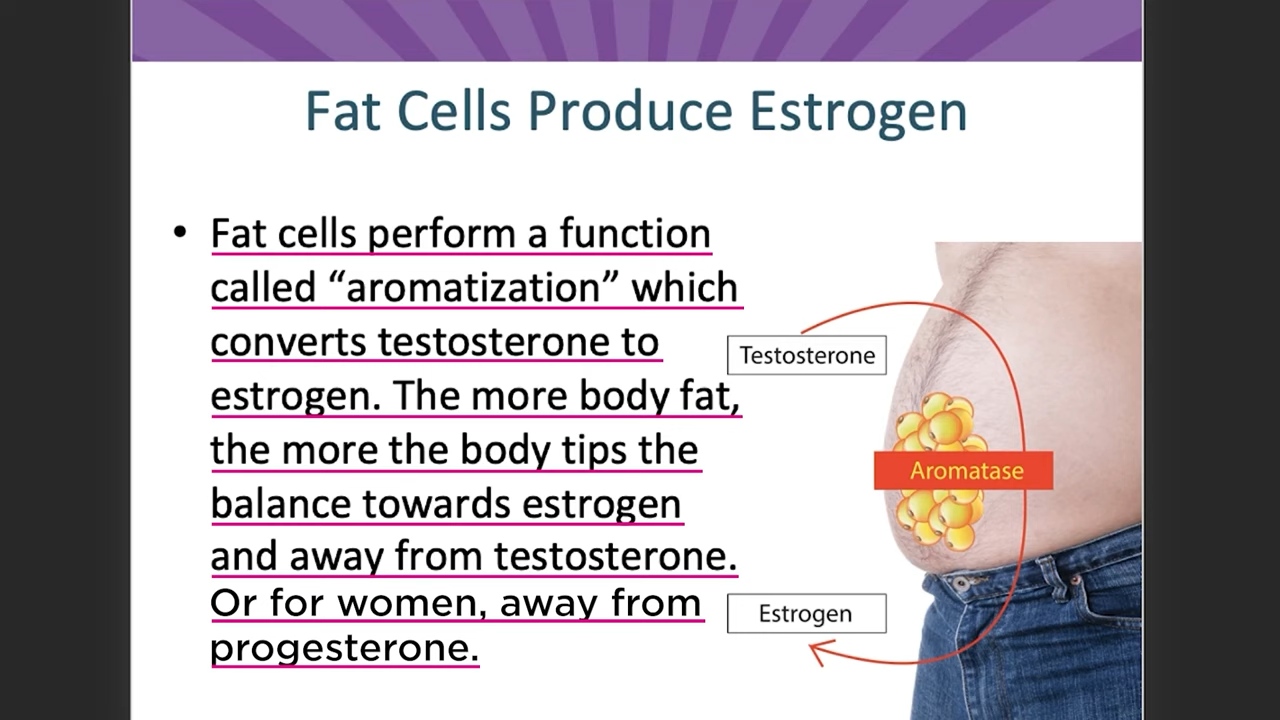 Fat Cells Produce Estrogen
• Fat cells perform a function
called “aromatization” which
converts testosterone to
estrogen. The more body fat,
the more the body tips the
balance towards estrogen
and away from testosterone.
Or for women, away from
progesterone.
Testosterone
Aromatase
Estrogen